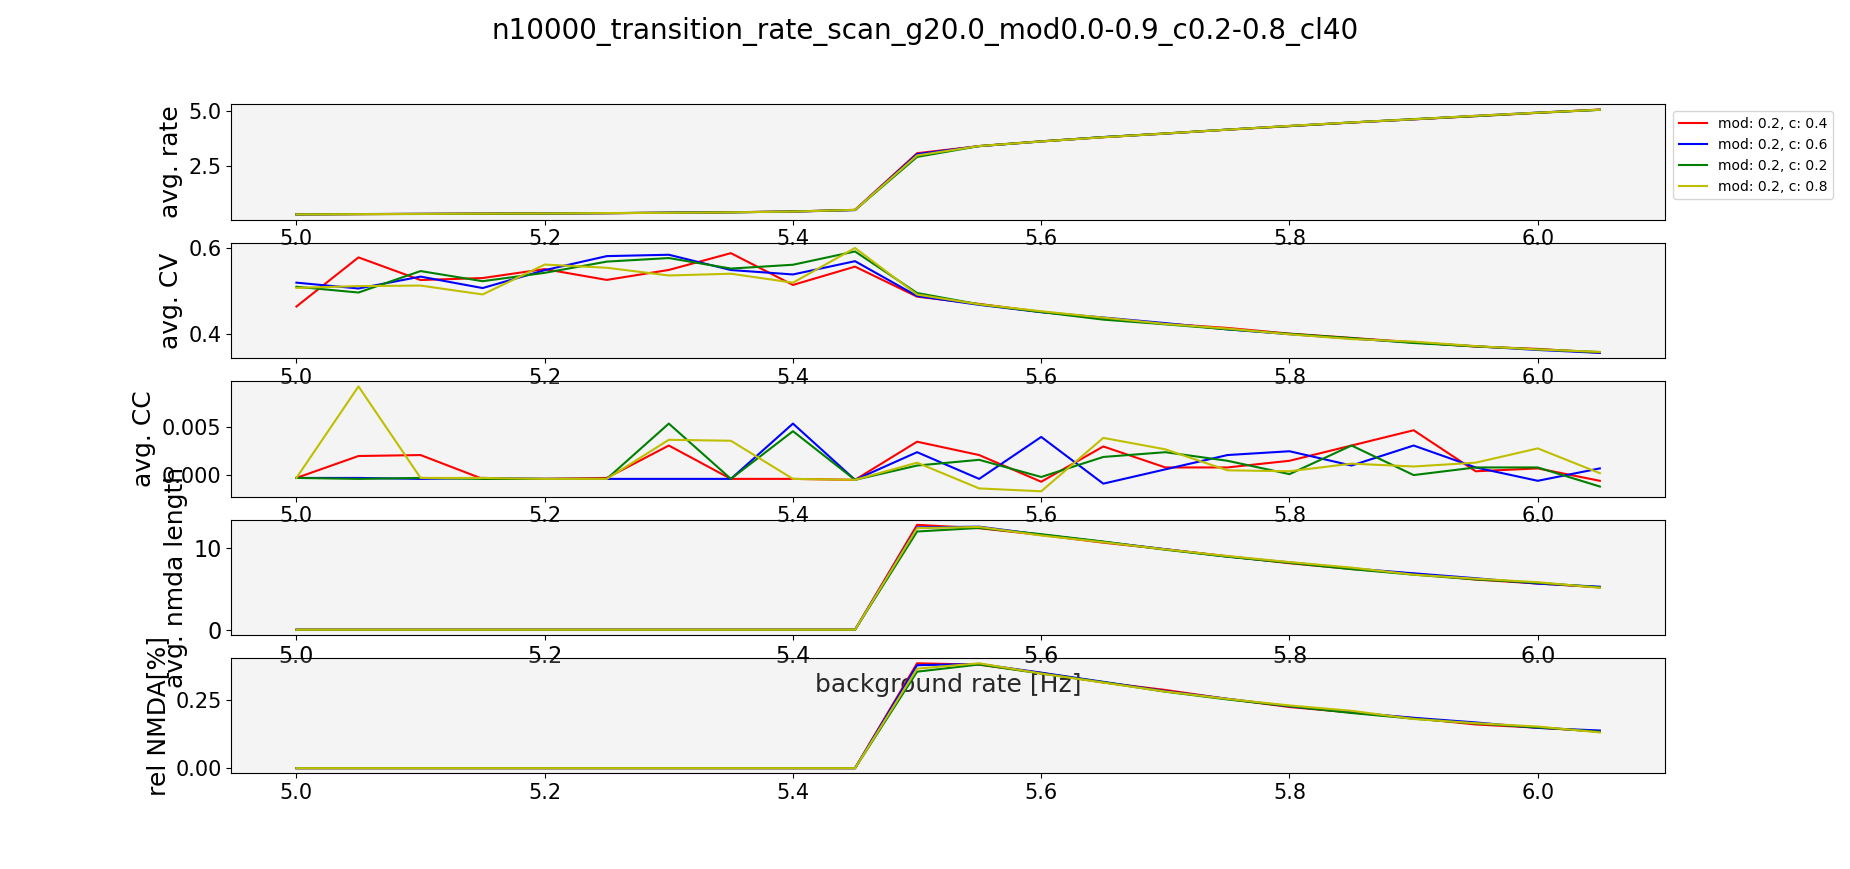 n10000_transition_rate_scan_g20.0_mod0.0-0.9_c0.2-0.8_cl40
avg. rate
5.0
2.5
5.0 5.2 5.4 5.6 5.8 6.0
mod: 0.2, c: 0.4
mod: 0.2, c: 0.6
mod: 0.2, c: 0.2
mod: 0.2, c: 0.8
avg. CV
0.6
0.4
5.0 5.2 5.4 5.6 5.8 6.0
avg. CC
0.005
0.000
5.0 5.2 5.4 5.6 5.8 6.0
avg. nmda length
10
0
5.0 5.2 5.4 5.6 5.8 6.0
background rate [Hz]
rel NMDA[%]
0.25
0.00
5.0 5.2 5.4 5.6 5.8 6.0